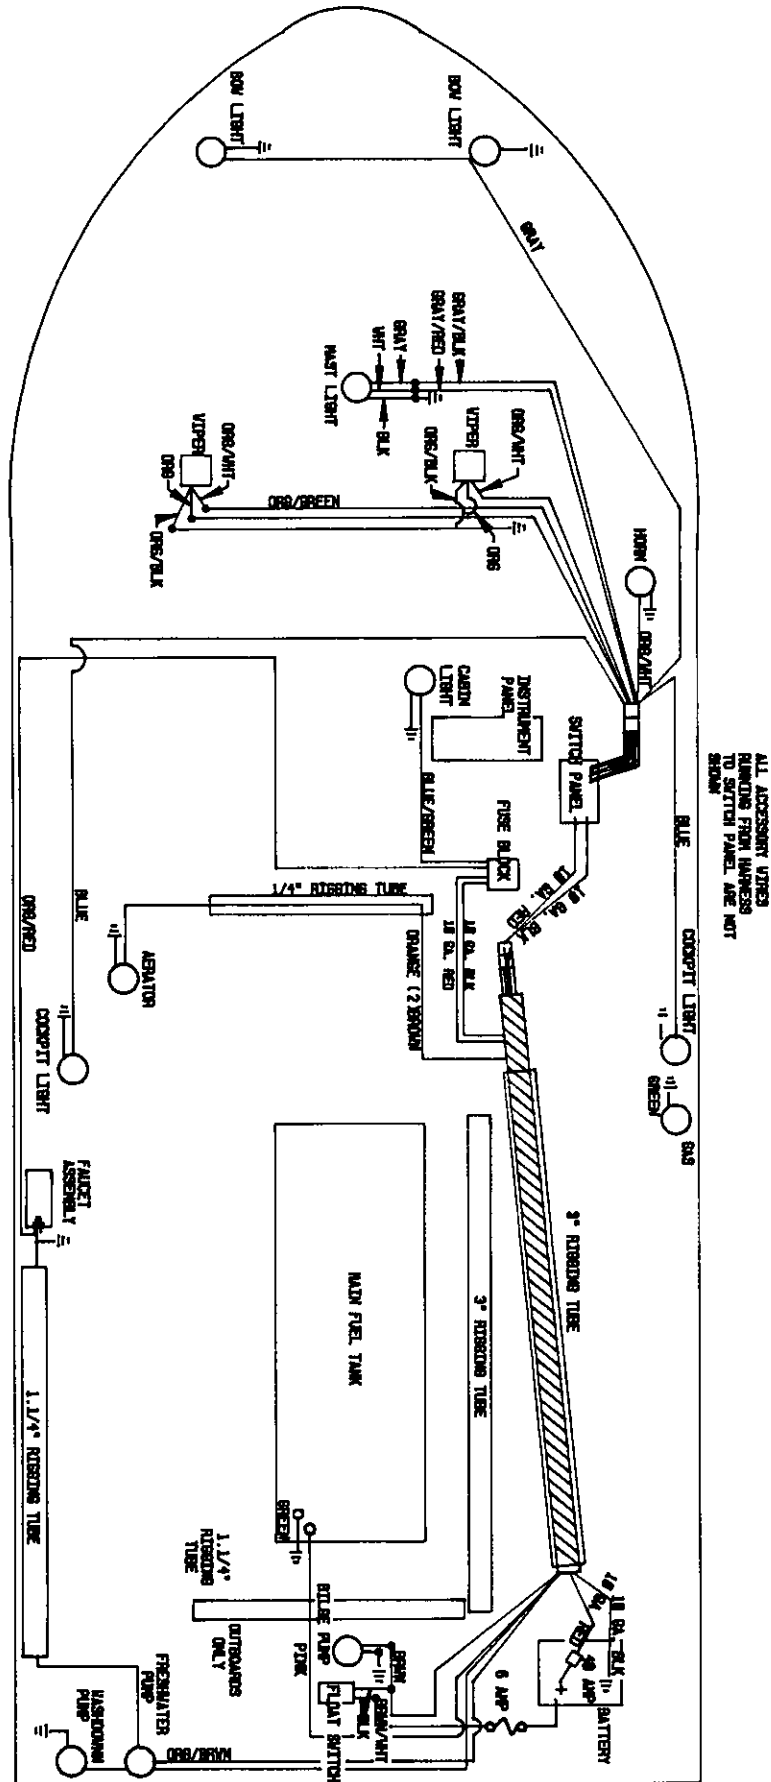 BOW LIGHT
BOW LIGHT
GRAY
GRAY/BLK
GRAY/RED
GRAY
WHT
MAST LIGHT
BLK
VIPER
ORG/WHT
ORG/BLK
ORG
VIPER
ORG/WHT
ORG
ORG/BLK
ORG/GREEN
HORN
ORG/WHT
CABIN
LIGHT
INSTRUMENT
PANEL
SWITCH PANEL
ALL ACCESSORY WIRES
RUNNING FROM HARNESS
TO SWITCH PANEL ARE NOT
SHOWN
BLUE
BLUE/GREEN
FUSE BLOCK
10 GA. BLK
10 GA. RED
1/4" RIGGING TUBE
10 GA. BLK
10 GA. RED
ORANGE (2)BROWN
ORG/RED
BLUE
AERATOR
COCKPIT LIGHT
COCKPIT LIGHT
GREEN
GAS
FAUCET
ASSEMBLY
MAIN FUEL TANK
3" RIGGING TUBE
3" RIGGING TUBE
1.1/4" RIGGING TUBE
GREEN
1.1/4"
RIGGING
TUBE
OUTBOARDS
ONLY
BILGE PUMP
PINK
BRWN
BRWN/WHT
BLK
FLOAT SWITCH
6 AMP
10 GA. BLK
10 GA. RED
40 AMP
BATTERY
FRESHWATER
PUMP
WASHDOWN
PUMP
ORG/BRWN